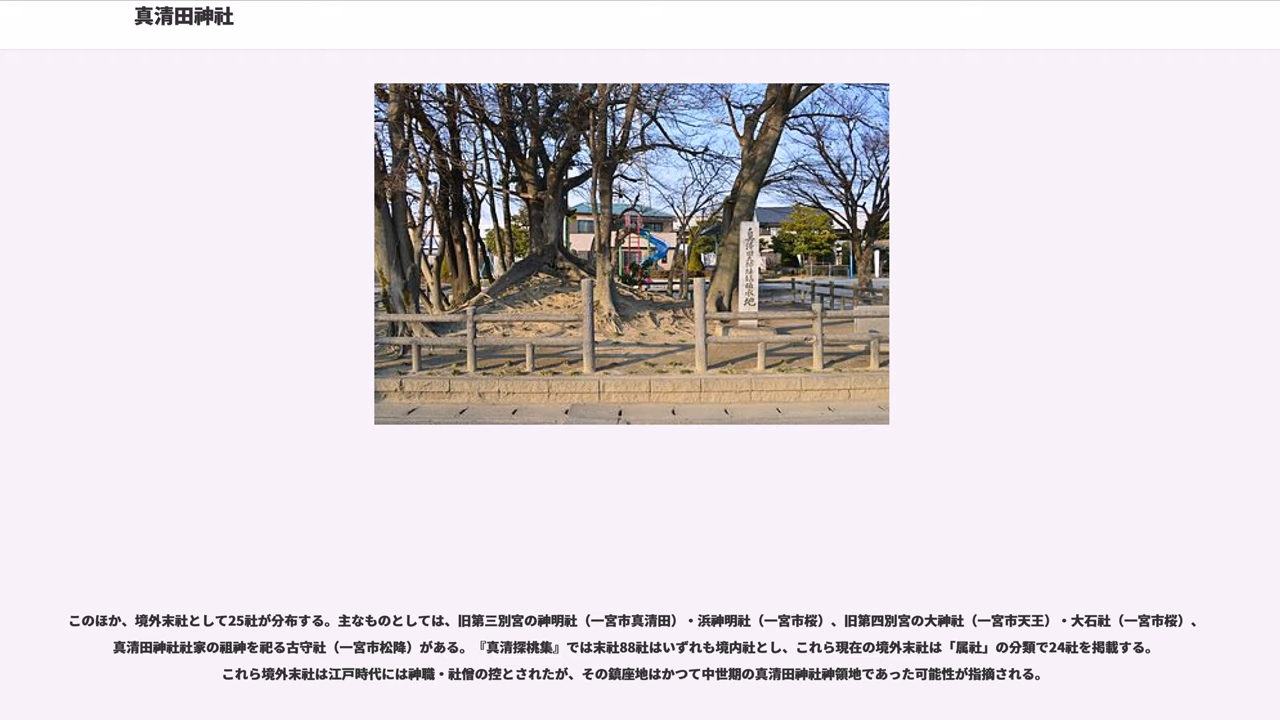 真清田神社
このほか、境外末社として25社が分布する。主なものとしては、旧第三別宮の神明社（一宮市真清田）・浜神明社（一宮市桜）、旧第四別宮の大神社（一宮市天王）・大石社（一宮市桜）、
真清田神社社家の祖神を祀る古守社（一宮市松降）がある。『真清探桃集』では末社88社はいずれも境内社とし、これら現在の境外末社は「属社」の分類で24社を掲載する。
これら境外末社は江戸時代には神職・社僧の控とされたが、その鎮座地はかつて中世期の真清田神社神領地であった可能性が指摘される。